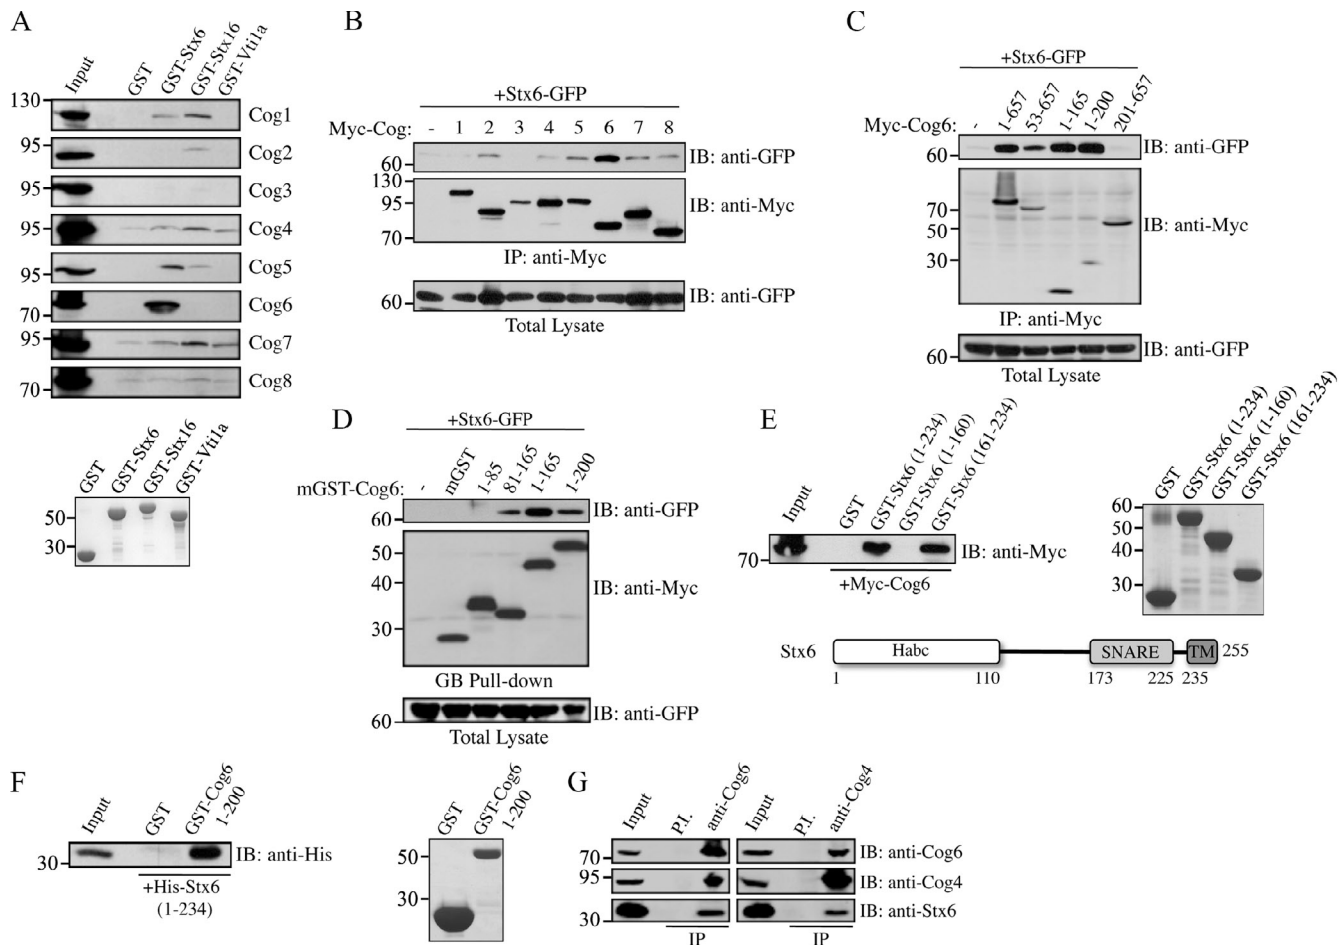 A
Input
GST
GST-Stx6
GST-Stx16
GST-Vti1a
130
Cog1
95
Cog2
95
Cog3
95
Cog4
95
Cog5
70
Cog6
95
Cog7
70
Cog8
GST
GST-Stx6
GST-Stx16
GST-Vti1a
50
30
B
+Stx6-GFP
Myc-Cog: - 1 2 3 4 5 6 7 8
60
IB: anti-GFP
130
95
IB: anti-Myc
70
IP: anti-Myc
60
IB: anti-GFP
Total Lysate
C
+Stx6-GFP
Myc-Cog6: - 1-657 53-657 1-165 1-200 201-657
60
IB: anti-GFP
70
50
IB: anti-Myc
30
IP: anti-Myc
60
IB: anti-GFP
Total Lysate
D
+Stx6-GFP
mGST-Cog6: - mGST 1-85 81-165 1-165 1-200
60
IB: anti-GFP
50
40
IB: anti-Myc
30
GB Pull-down
60
IB: anti-GFP
Total Lysate
E
Input
GST
GST-Stx6 (1-234)
GST-Stx6 (1-160)
GST-Stx6 (161-234)
70
IB: anti-Myc
+Myc-Cog6
GST
GST-Stx6 (1-234)
GST-Stx6 (1-160)
GST-Stx6 (161-234)
60
50
40
30
Stx6 Habc SNARE TM 255
1 110 173 225 235
F
Input
GST
GST-Cog6
1-200
30
IB: anti-His
+His-Stx6
(1-234)
GST
GST-Cog6
1-200
50
30
G
Input
P.I.
anti-Cog6
Input
P.I.
anti-Cog4
70
IB: anti-Cog6
95
IB: anti-Cog4
30
IB: anti-Stx6
IP IP